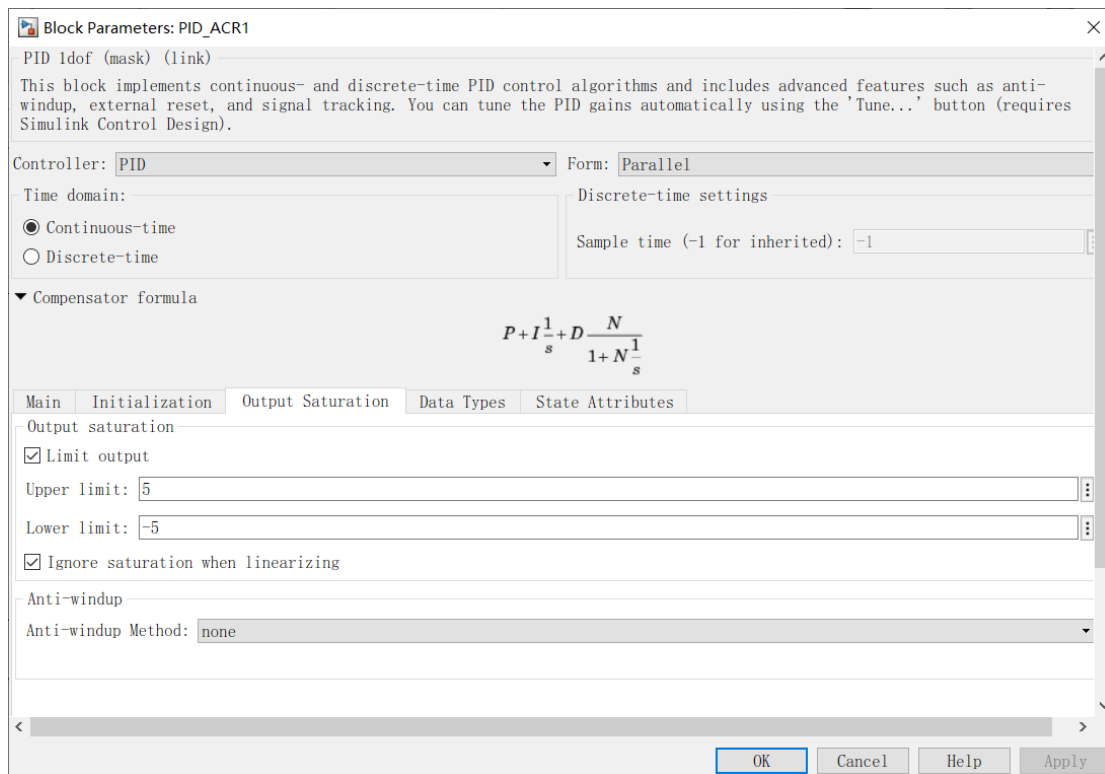 Block Parameters: PID_ACR1
PID 1dof (mask) (link)
This block implements continuous- and discrete-time PID control algorithms and includes advanced features such as anti-
windup, external reset, and signal tracking. You can tune the PID gains automatically using the 'Tune...' button (requires
Simulink Control Design).
Controller: PID Form: Parallel
Time domain:
Continuous-time
Discrete-time
Discrete-time settings
Sample time (-1 for inherited): -1
Compensator formula
P + I 1/s + D N/(1 + N 1/s)
Main Initialization Output Saturation Data Types State Attributes
Output saturation
Limit output
Upper limit: 5
Lower limit: -5
Ignore saturation when linearizing
Anti-windup
Anti-windup Method: none
OK Cancel Help Apply